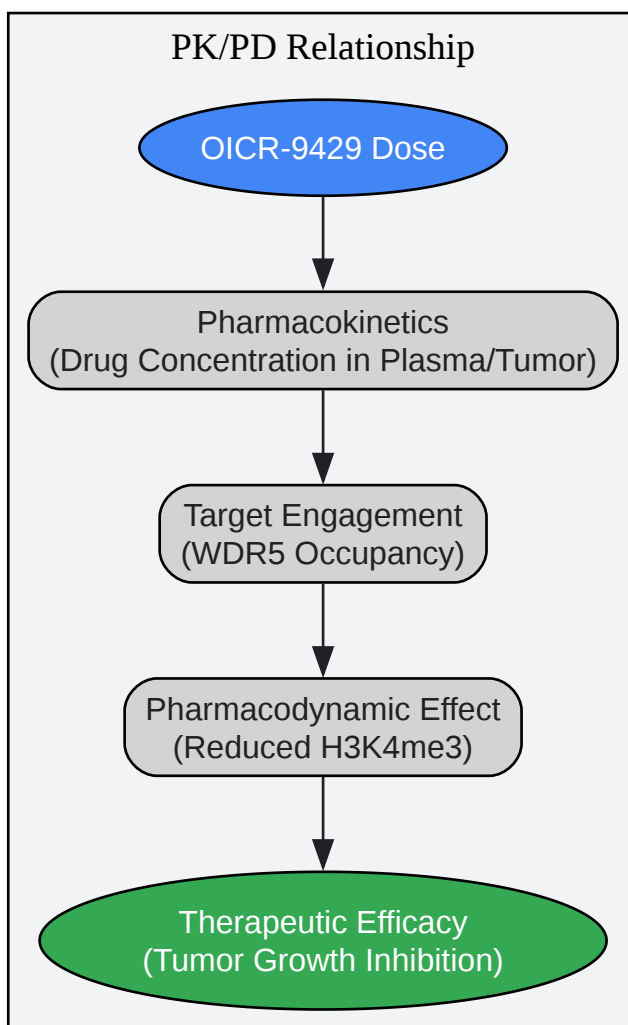 PK/PD Relationship
OICR-9429 Dose
Pharmacokinetics
(Drug Concentration in Plasma/Tumor)
Target Engagement
(WDR5 Occupancy)
Pharmacodynamic Effect
(Reduced H3K4me3)
Therapeutic Efficacy
(Tumor Growth Inhibition)